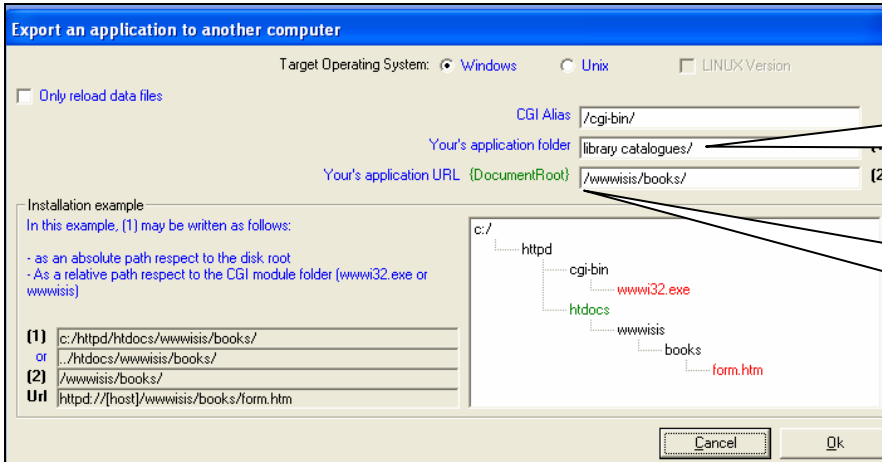 Export an application to another computer
Target Operating System: Windows Unix LINUX Version
Only reload data files
CGI Alias /cgi-bin/
Your's application folder library catalogues/
Your's application URL {DocumentRoot} /wwwisis/books/ (2
Installation example
In this example, (1) may be written as follows:
- as an absolute path respect to the disk root
- As a relative path respect to the CGI module folder (wwwi32.exe or
wwwisis)
(1) c:/httpd/htdocs/wwwisis/books/
or ../htdocs/wwwisis/books/
(2) /wwwisis/books/
Url httpd://[host]/wwwisis/books/form.htm
c:/
httpd
cgi-bin
wwwi32.exe
htdocs
wwwisis
books
form.htm
Cancel Ok